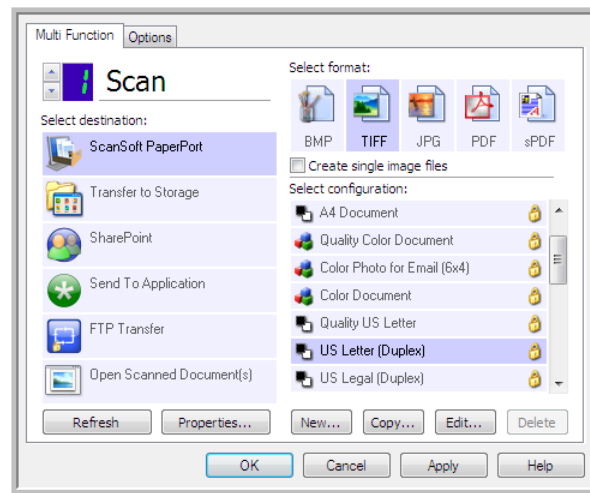 Multi Function
Options
1 Scan
Select destination:
ScanSoft PaperPort
Transfer to Storage
SharePoint
Send To Application
FTP Transfer
Open Scanned Document(s)
Refresh
Properties...
Select format:
BMP
TIFF
JPG
PDF
sPDF
Create single image files
Select configuration:
A4 Document
Quality Color Document
Color Photo for Email (6x4)
Color Document
Quality US Letter
US Letter (Duplex)
US Legal (Duplex)
New...
Copy...
Edit...
Delete
OK
Cancel
Apply
Help